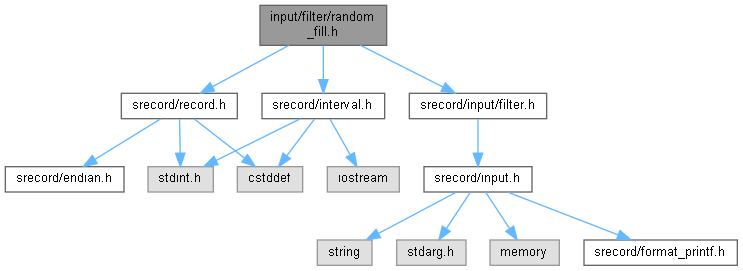 input/filter/random
_fill.h
srecord/record.h
srecord/interval.h
srecord/input/filter.h
srecord/endian.h
stdint.h
cstddef
iostream
srecord/input.h
string
stdarg.h
memory
srecord/format_printf.h